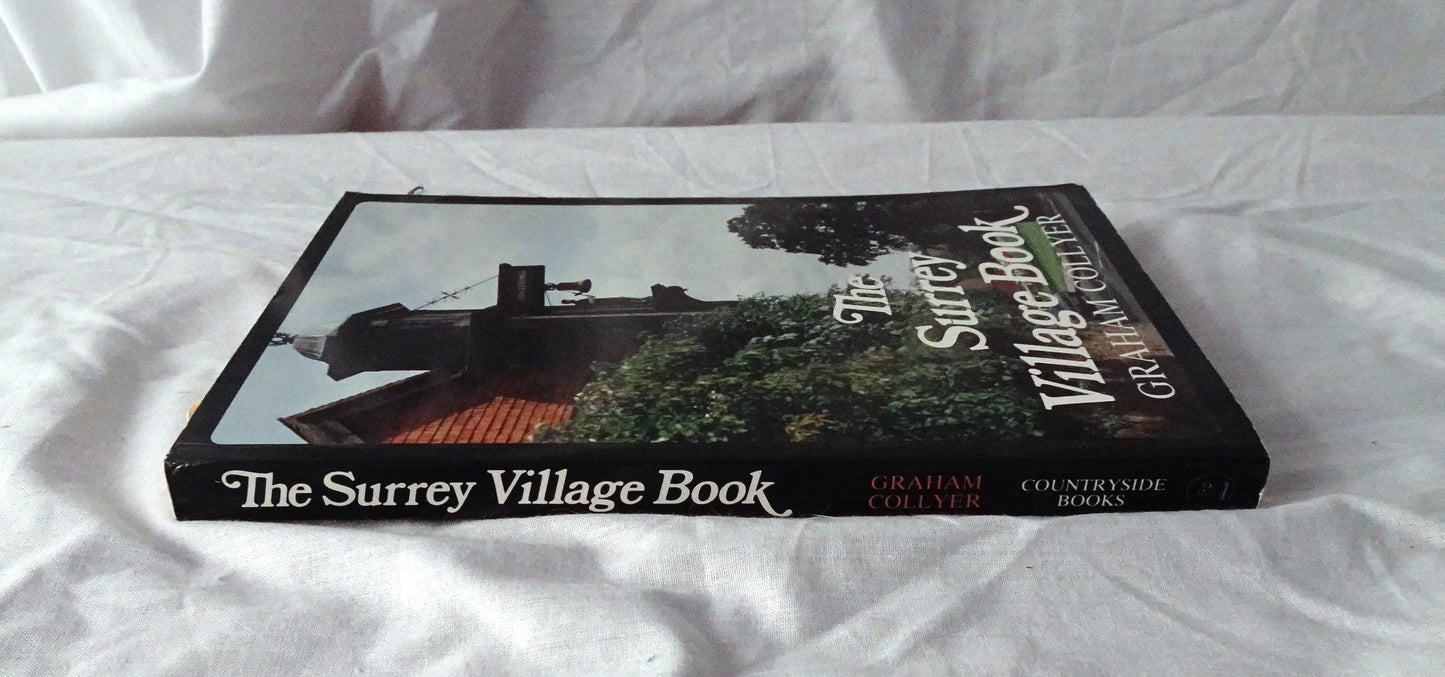 The
Surrey
Village Book
GRAHAM COLLYER
The Surrey Village Book
GRAHAM
COLLYER
COUNTRYSIDE
BOOKS